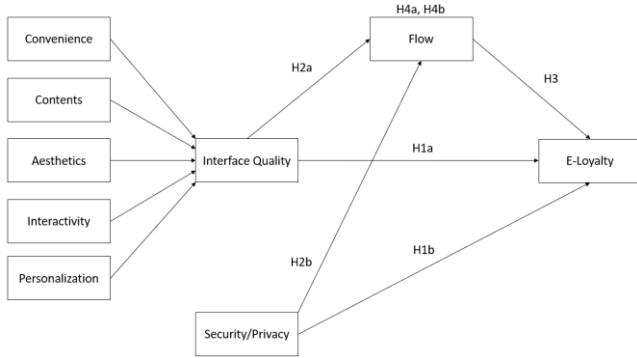 H4a, H4b
Convenience
Flow
H2a
H3
Contents
Aesthetics
Interface Quality
H1a
E-Loyalty
Interactivity
H1b
H2b
Personalization
Security/Privacy